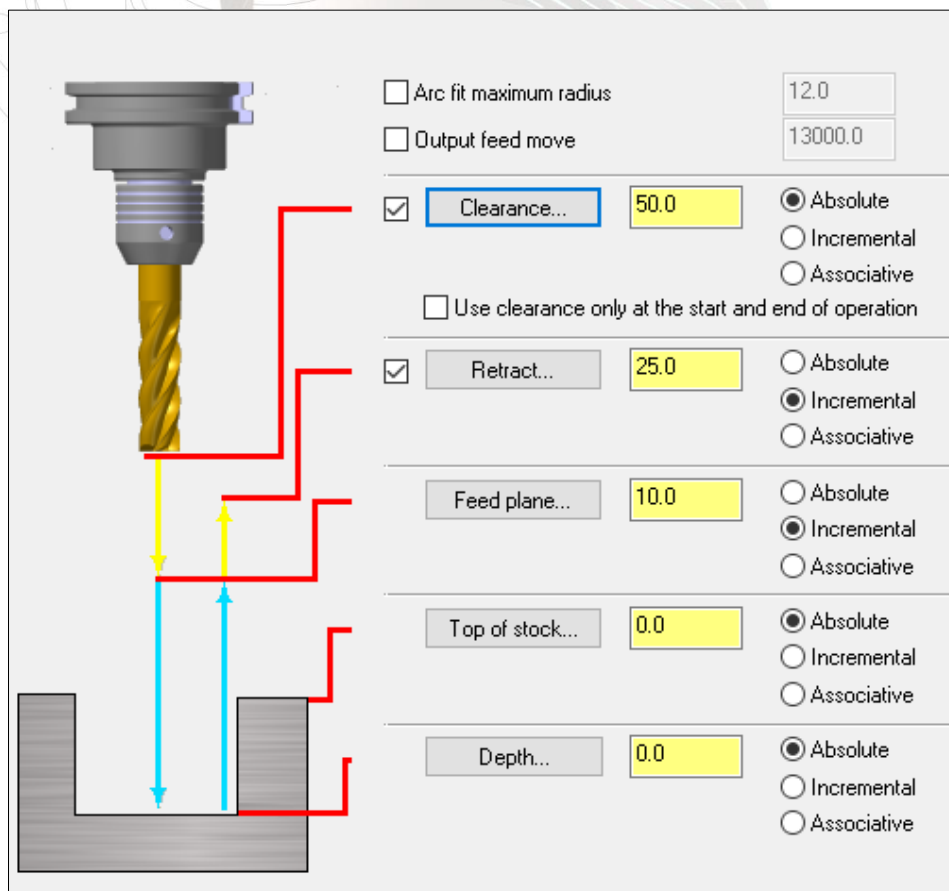 Arc fit maximum radius 12.0
Output feed move 13000.0
Clearance... 50.0 Absolute
Incremental
Associative
Use clearance only at the start and end of operation
Retract... 25.0 Absolute
Incremental
Associative
Feed plane... 10.0 Absolute
Incremental
Associative
Top of stock... 0.0 Absolute
Incremental
Associative
Depth... 0.0 Absolute
Incremental
Associative